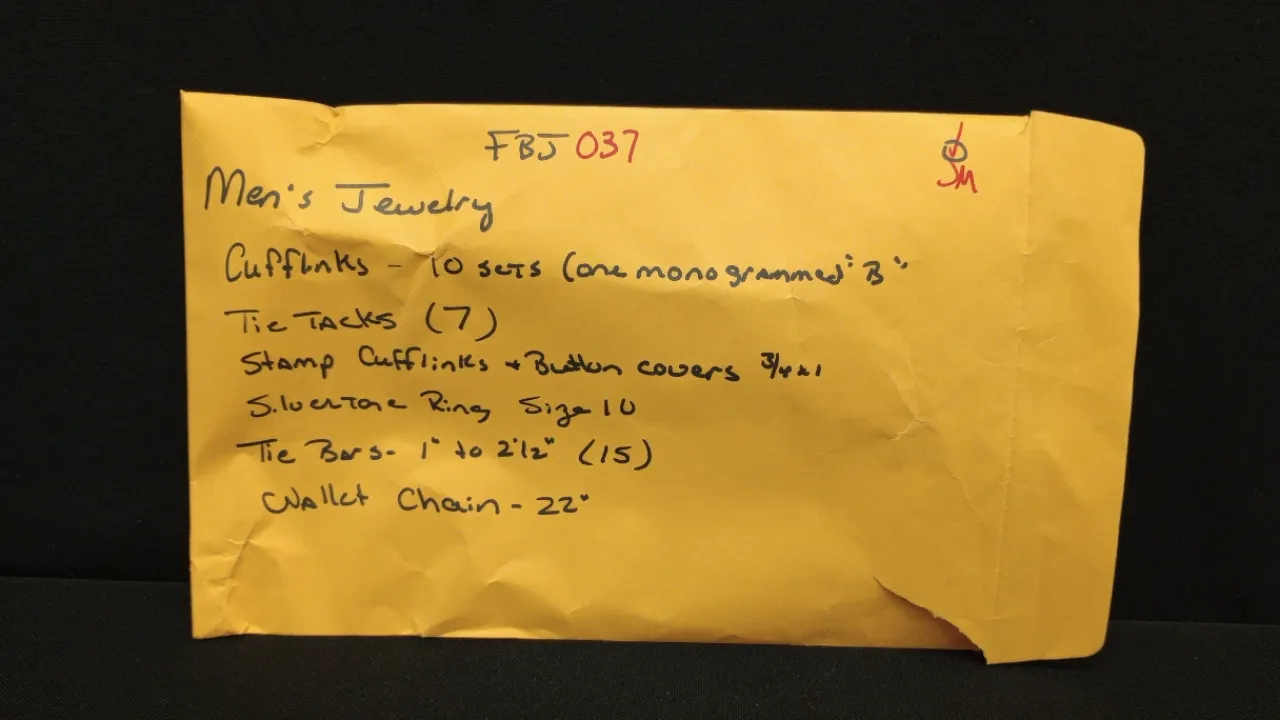 FBJ 037
JM
Men's Jewelry
Cufflinks - 10 sets (one monogrammed "B"
Tie Tacks (7)
Stamp Cufflinks + Button covers 3/4 x 1
Silvertone Ring Size 10
Tie Bars- 1" to 2 1/2" (15)
Wallet Chain - 22"